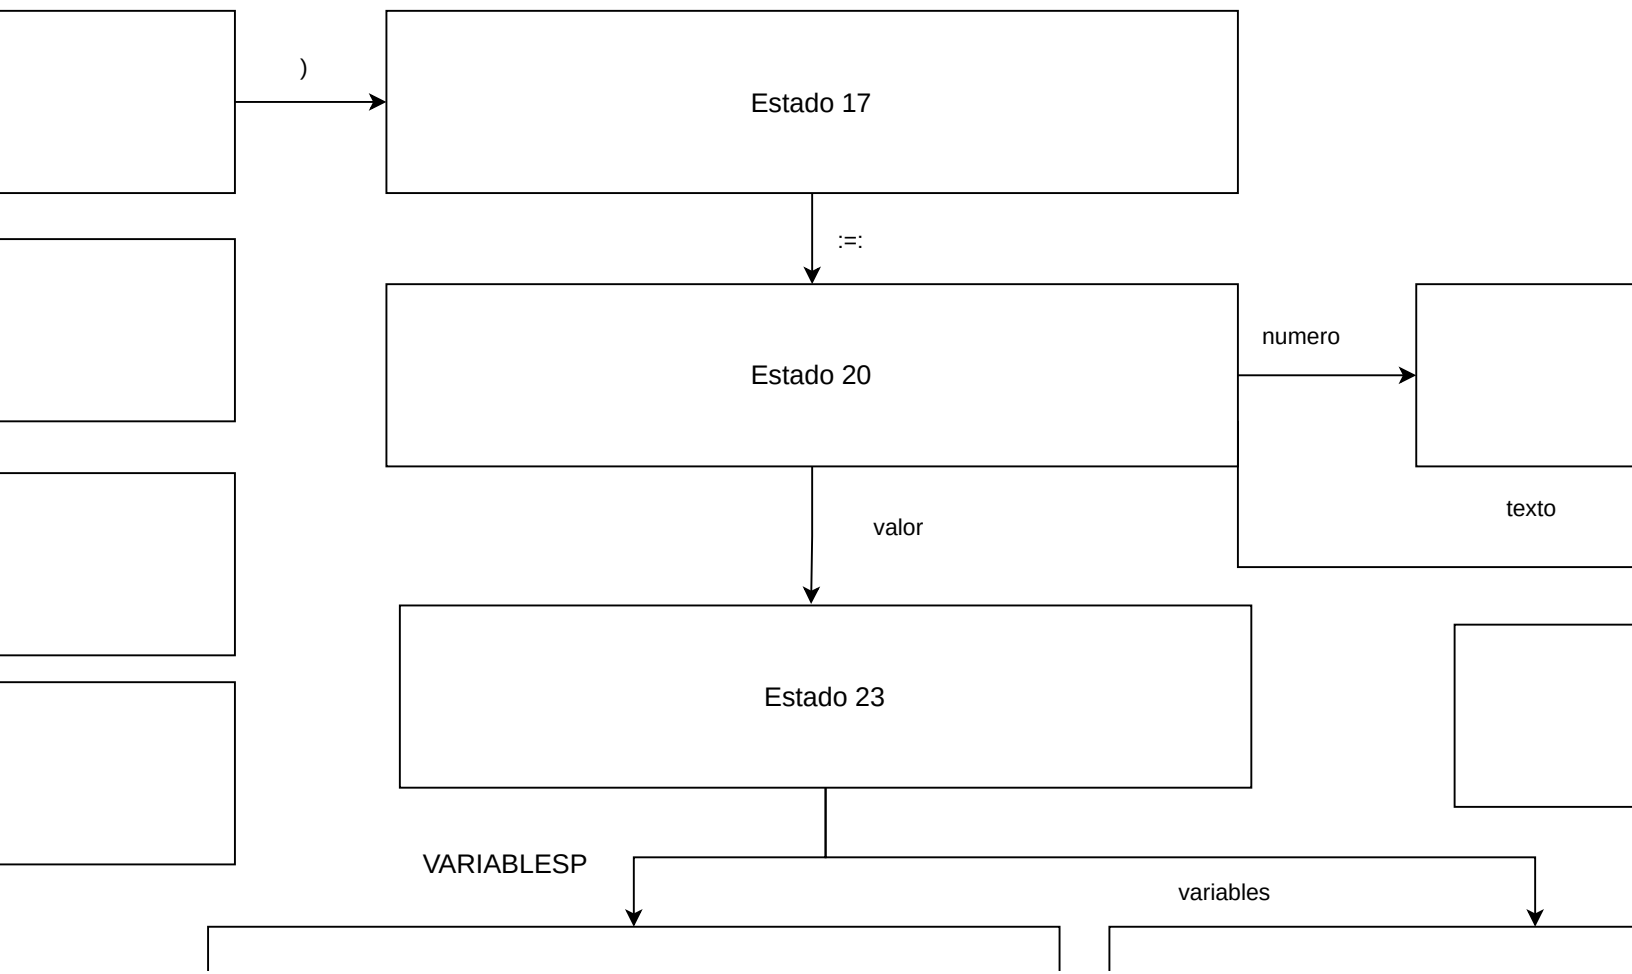 )
Estado 17
:=:
numero
Estado 20
texto
valor
Estado 23
VARIABLESP
variables